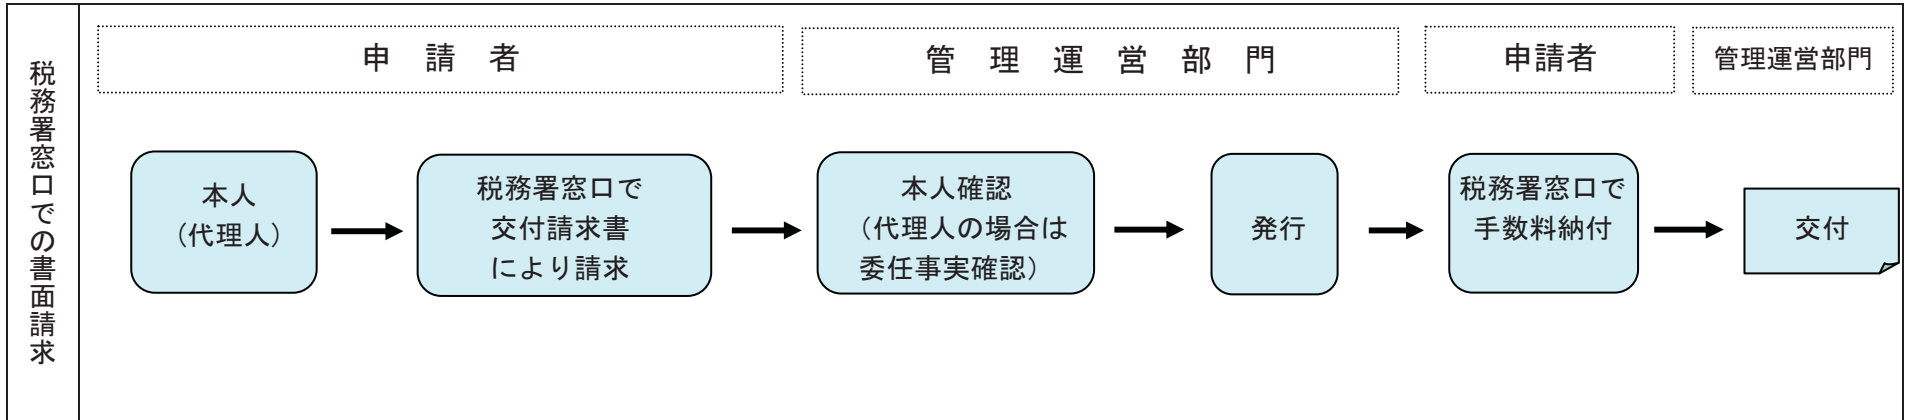 税務署窓口での書面請求
申請者
管理運営部門
申請者
管理運営部門
本人
（代理人）
税務署窓口で
交付請求書
により請求
本人確認
（代理人の場合は
委任事実確認）
発行
税務署窓口で
手数料納付
交付